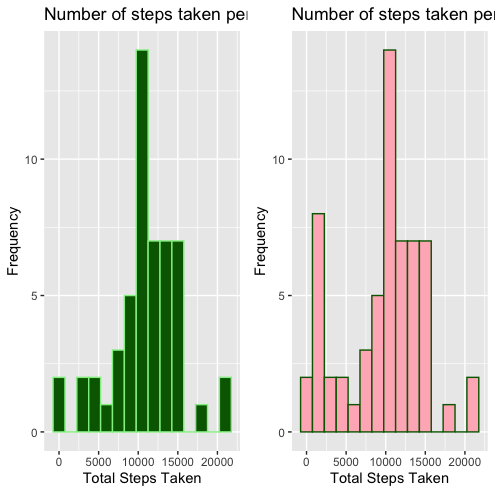 Number of steps taken per
Frequency
10
5
0
0 5000 10000 15000 20000
Total Steps Taken
Number of steps taken per
Frequency
10
5
0
0 5000 10000 15000 20000
Total Steps Taken